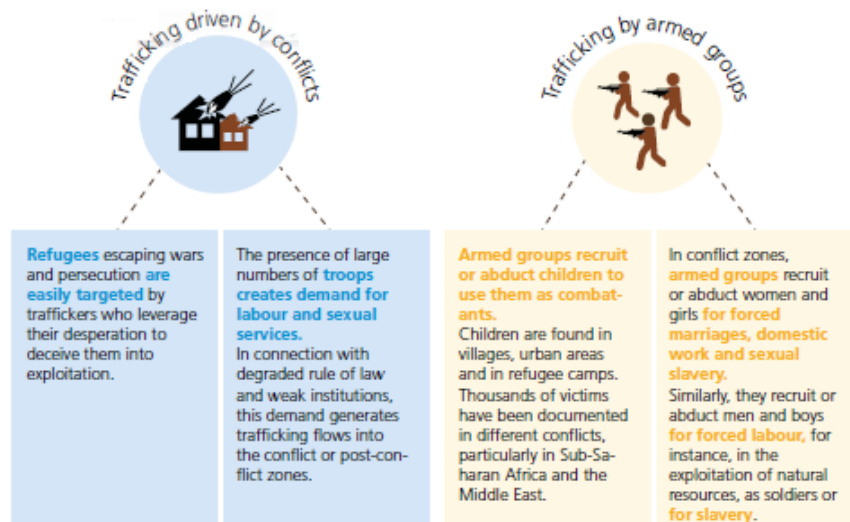 Trafficking driven by conflicts
Trafficking by armed groups
Refugees escaping wars
and persecution are
easily targeted by
traffickers who leverage
their desperation to
deceive them into
exploitation.
The presence of large
numbers of troops
creates demand for
labour and sexual
services.
In connection with
degraded rule of law
and weak institutions,
this demand generates
trafficking flows into
the conflict or post-con-
flict zones.
Armed groups recruit
or abduct children to
use them as combat-
ants.
Children are found in
villages, urban areas
and in refugee camps.
Thousands of victims
have been documented
in different conflicts,
particularly in Sub-Sa-
haran Africa and the
Middle East.
In conflict zones,
armed groups recruit
or abduct women and
girls for forced
marriages, domestic
work and sexual
slavery.
Similarly, they recruit or
abduct men and boys
for forced labour, for
instance, in the
exploitation of natural
resources, as soldiers or
for slavery.